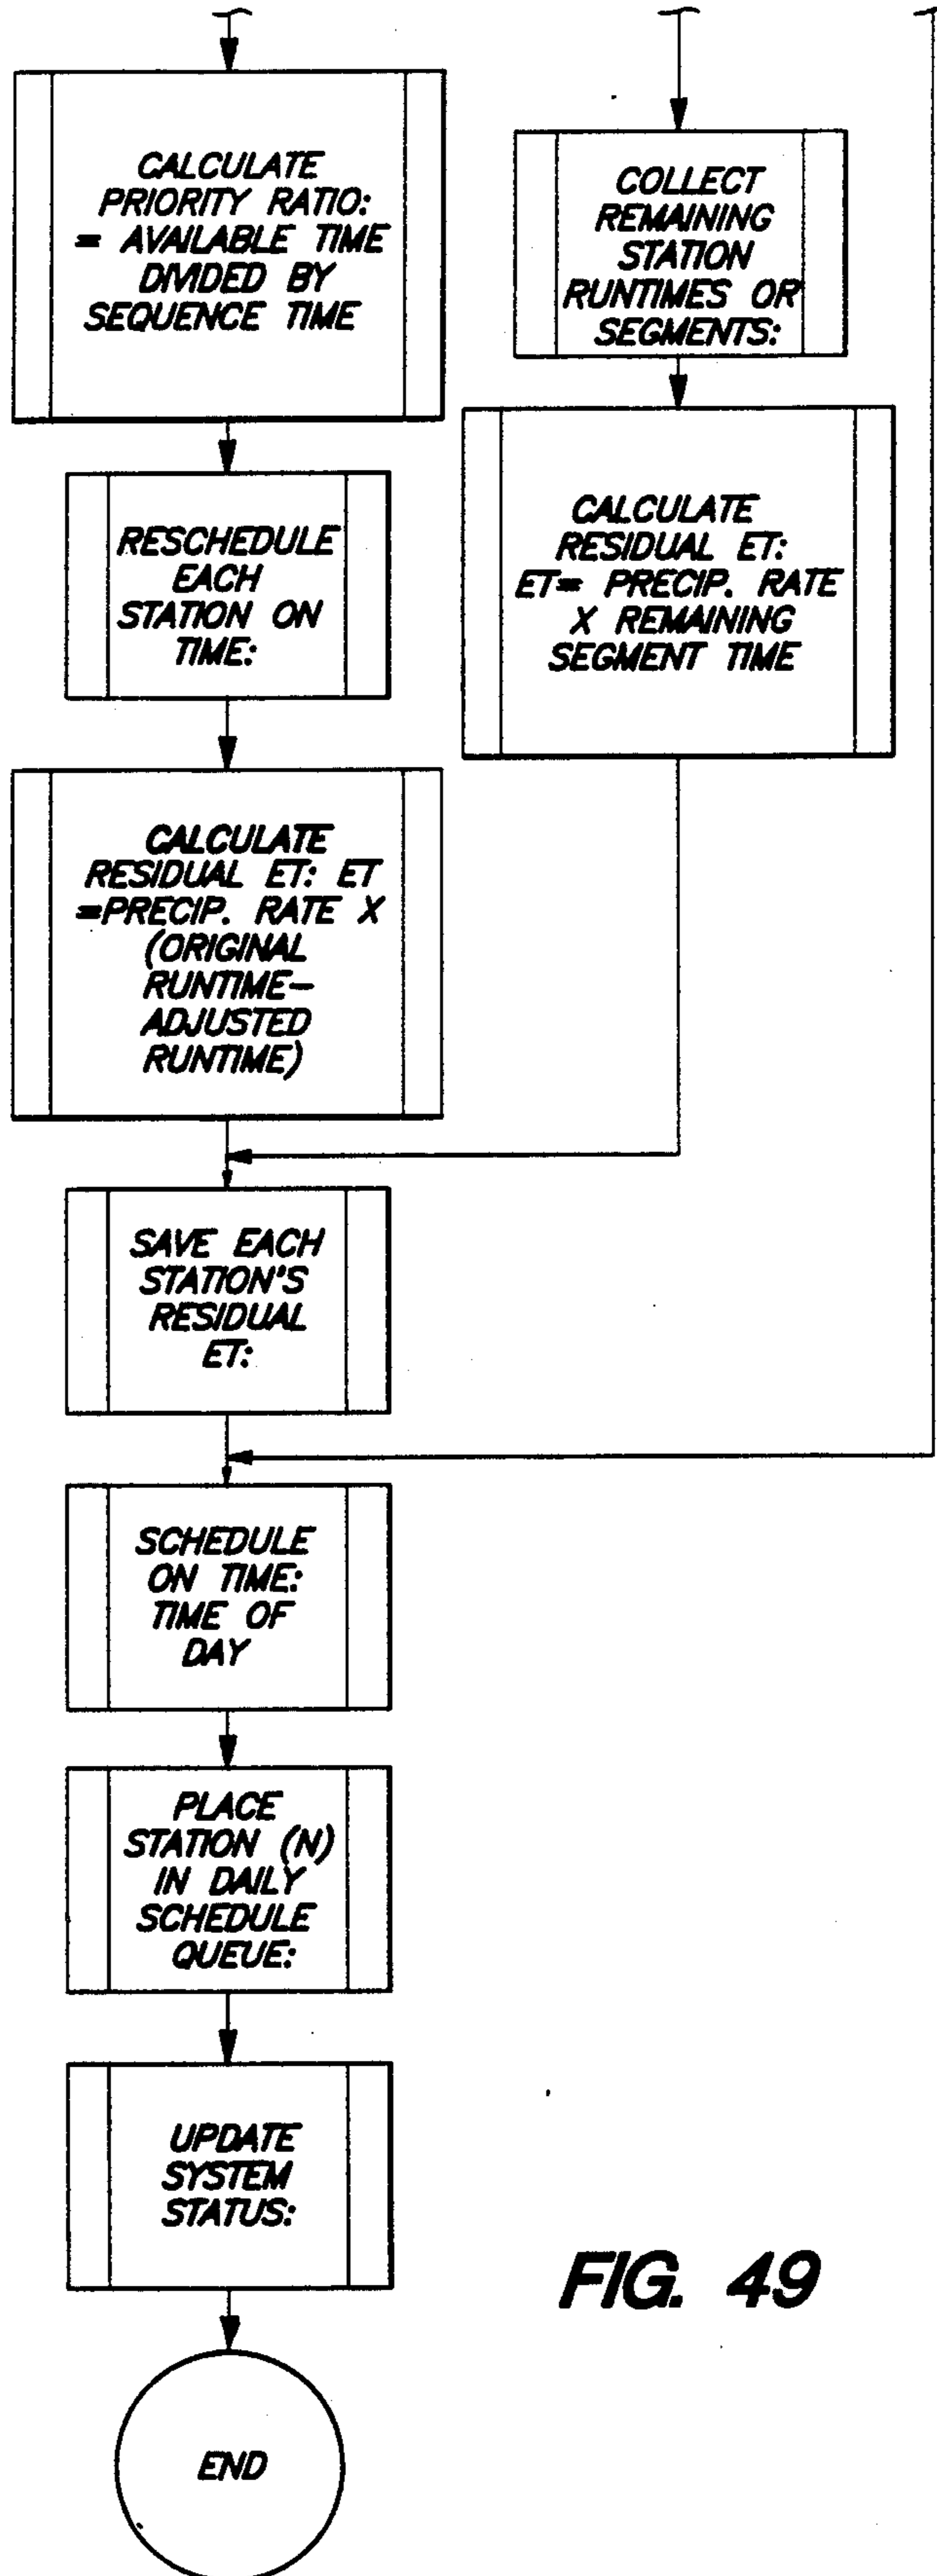 CALCULATE
PRIORITY RATIO:
= AVAILABLE TIME
DIVIDED BY
SEQUENCE TIME
COLLECT
REMAINING
STATION
RUNTIMES OR
SEGMENTS:
RESCHEDULE
EACH
STATION ON
TIME:
CALCULATE
RESIDUAL ET:
ET= PRECIP. RATE
X REMAINING
SEGMENT TIME
CALCULATE
RESIDUAL ET: ET
=PRECIP. RATE X
(ORIGINAL
RUNTIME-
ADJUSTED
RUNTIME)
SAVE EACH
STATION'S
RESIDUAL
ET:
SCHEDULE
ON TIME:
TIME OF
DAY
PLACE
STATION (N)
IN DAILY
SCHEDULE
QUEUE:
UPDATE
SYSTEM
STATUS:
END
FIG. 49